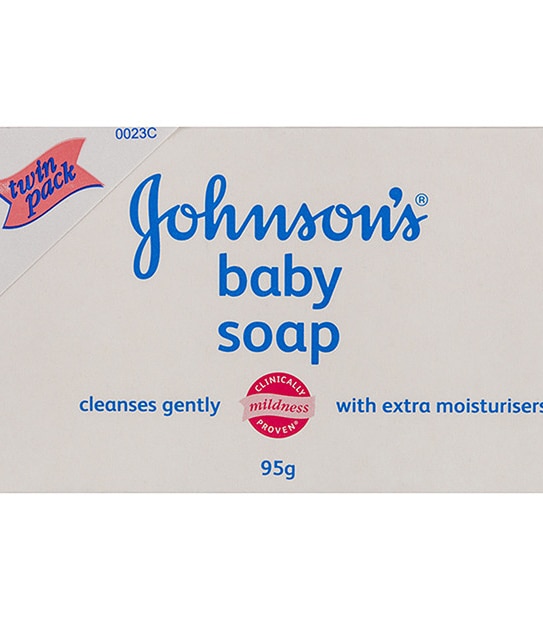 0023C
twin
pack
Johnson's®
baby
soap
cleanses gently
CLINICALLY
mildness
PROVEN®
with extra moisturisers
95g